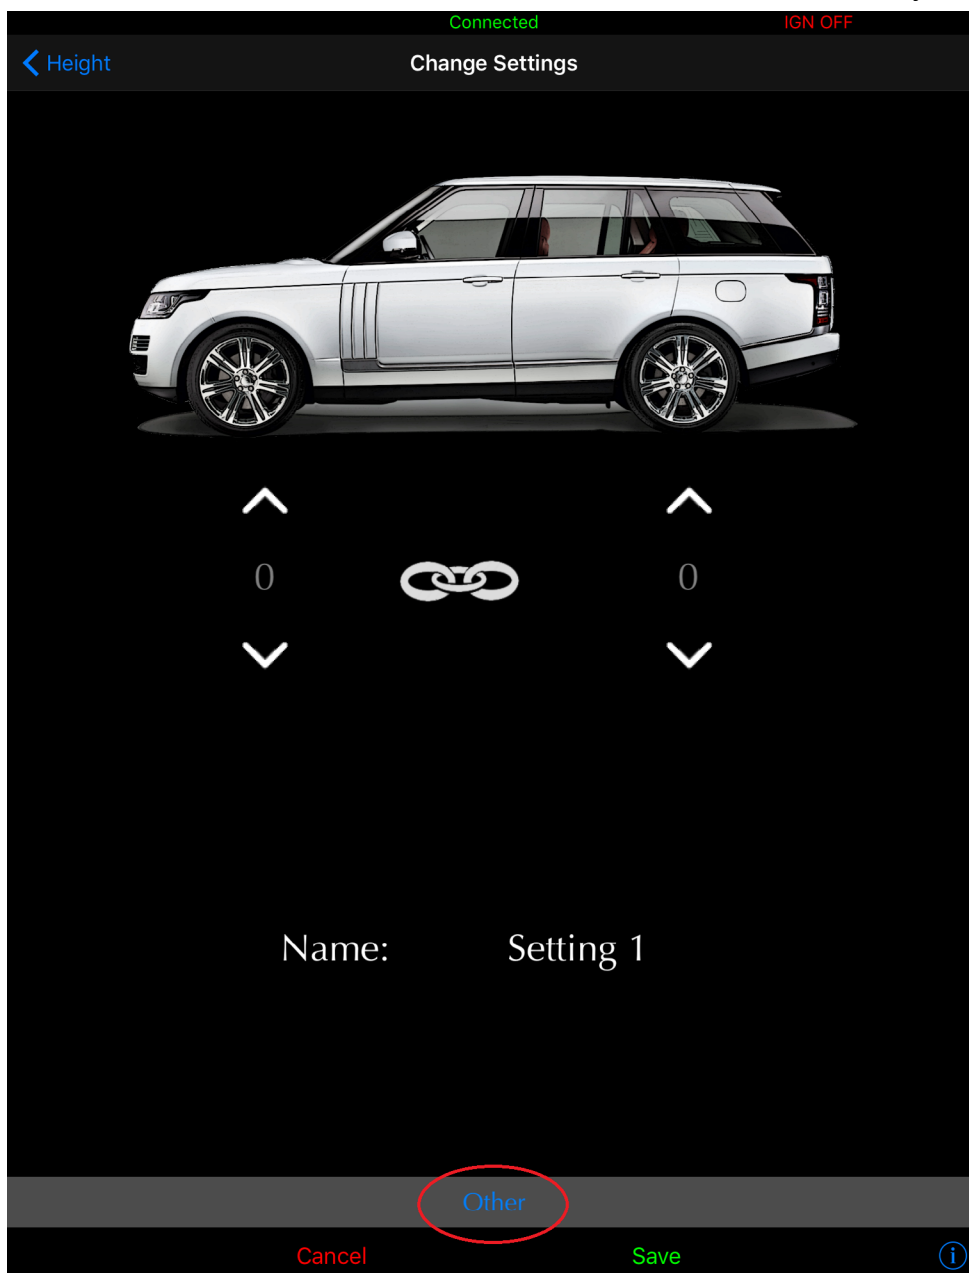 Connected IGN OFF
Height Change Settings
0 0
Name: Setting 1
Other
Cancel Save i